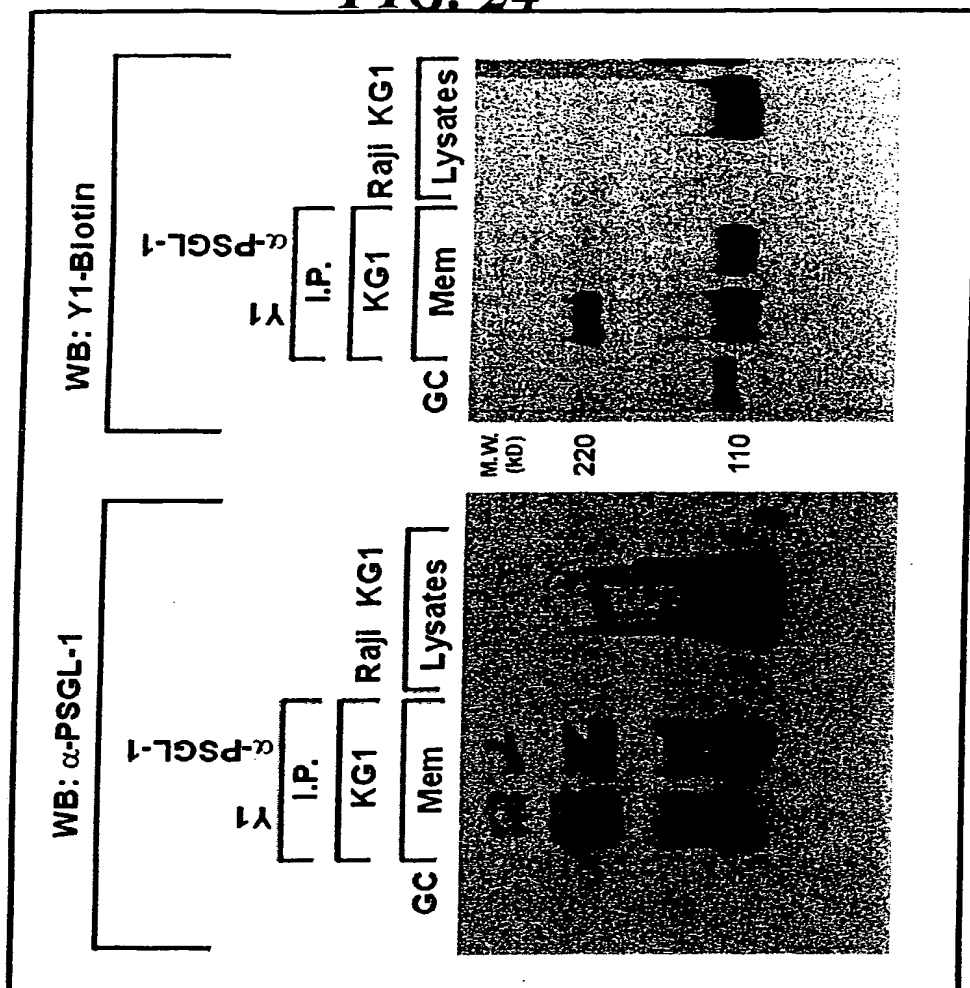 FIG. 24
WB: α-PSGL-1
Y1
α-PSGL-1
I.P.
KG1
Raji KG1
GC
Mem
Lysates
M.W.
(kD)
220
110
WB: Y1-Biotin
Y1
α-PSGL-1
I.P.
KG1
Raji KG1
GC
Mem
Lysates